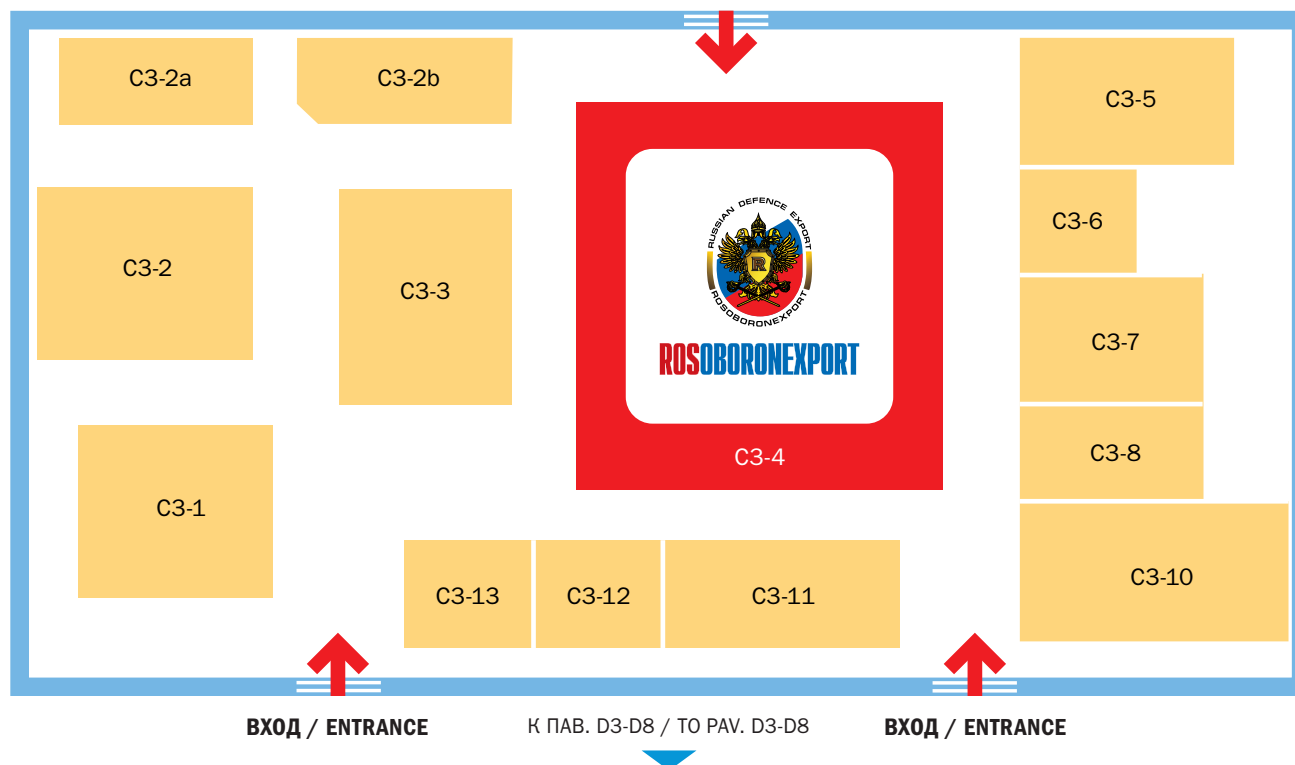 C3-2a
C3-2b
C3-5
C3-6
C3-2
C3-3
RUSSIAN DEFENCE EXPORT
R
ROSOBORONEXPORT
ROSOBORONEXPORT
C3-7
C3-8
C3-4
C3-1
C3-13
C3-12
C3-11
C3-10
ВХОД / ENTRANCE
К ПАВ. D3-D8 / TO PAV. D3-D8
ВХОД / ENTRANCE